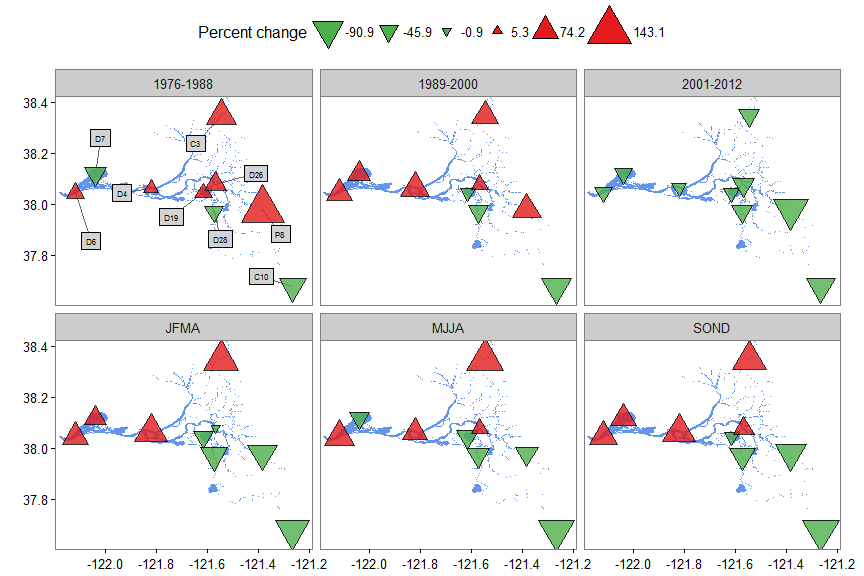 Percent change -90.9 -45.9 -0.9 5.3 74.2 143.1
1976-1988 1989-2000 2001-2012
38.4
38.2
38.0
37.8
D7
C3
D26
D4
D19
D6
D28
P8
C10
JFMA MJJA SOND
38.4
38.2
38.0
37.8
-122.0 -121.8 -121.6 -121.4 -121.2 -122.0 -121.8 -121.6 -121.4 -121.2 -122.0 -121.8 -121.6 -121.4 -121.2